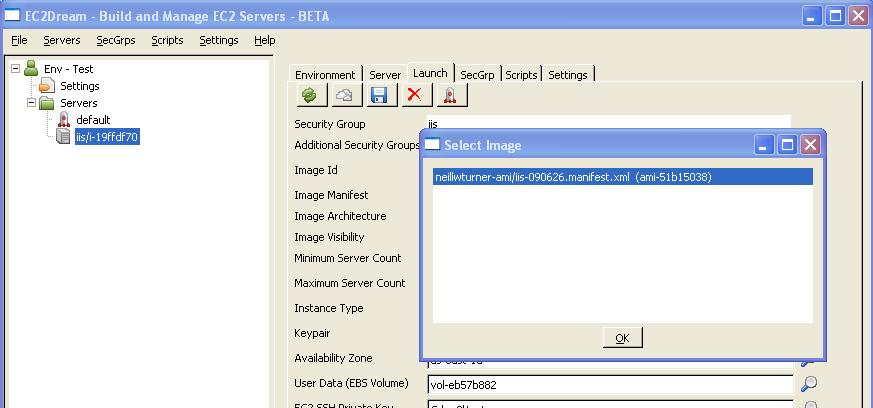 EC2Dream - Build and Manage EC2 Servers - BETA
File Servers SecGrps Scripts Settings Help
Env - Test
Settings
Servers
default
iis/i-19ffdf70
Environment Server Launch SecGrp Scripts Settings
Security Group iis
Additional Security Groups
Image Id
Image Manifest
Image Architecture
Image Visibility
Minimum Server Count
Maximum Server Count
Instance Type
Keypair
Availability Zone
User Data (EBS Volume) vol-eb57b882
EC2 SSH Private Key
Select Image
neillwturner-ami/iis-090626.manifest.xml (ami-51b15038)
OK